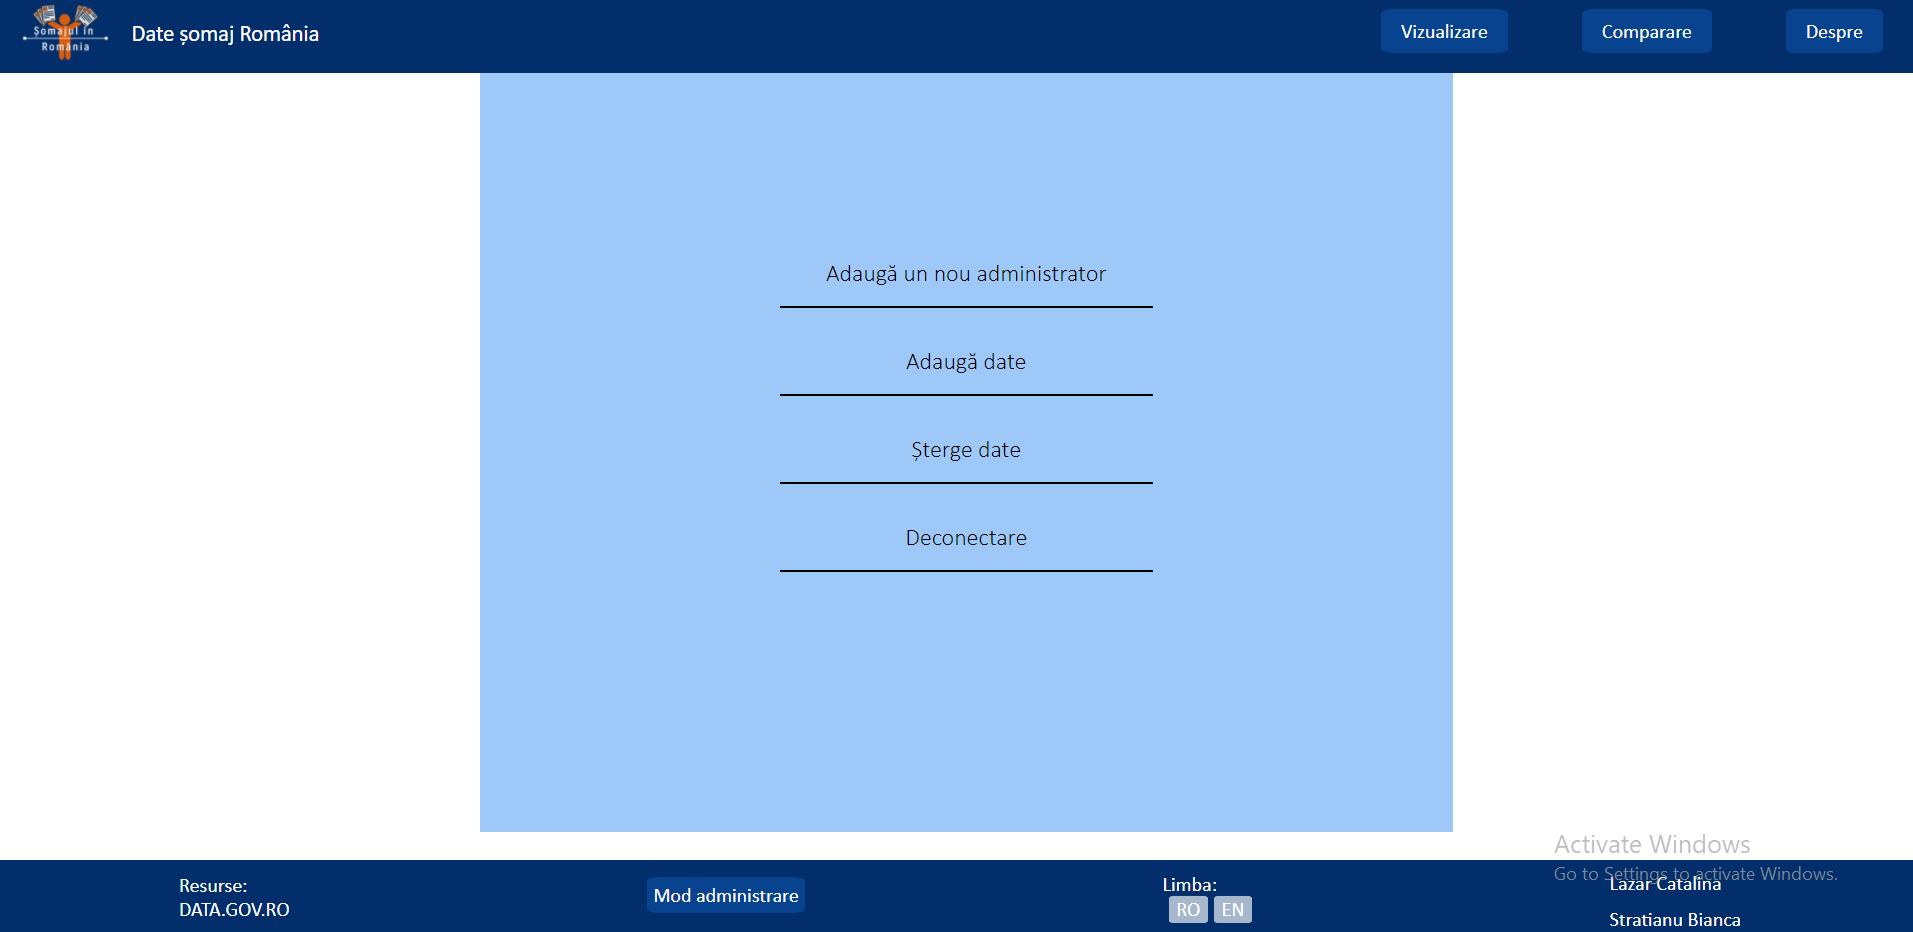 Șomajul în
România
Date șomaj România
Vizualizare
Comparare
Despre
Adaugă un nou administrator
Adaugă date
Șterge date
Deconectare
Activate Windows
Go to Settings to activate Windows.
Resurse:
DATA.GOV.RO
Mod administrare
Limba:
RO EN
Lazar Catalina
Stratianu Bianca